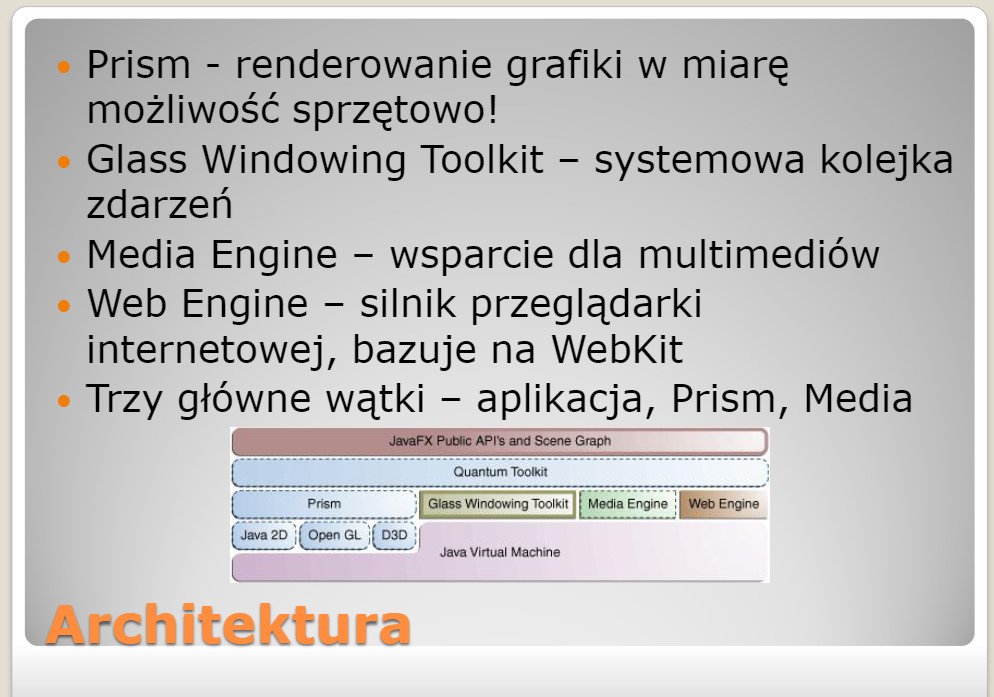 Prism - renderowanie grafiki w miarę
możliwość sprzętowo!
Glass Windowing Toolkit – systemowa kolejka
zdarzeń
Media Engine – wsparcie dla multimediów
Web Engine – silnik przeglądarki
internetowej, bazuje na WebKit
Trzy główne wątki – aplikacja, Prism, Media
JavaFX Public API's and Scene Graph
Quantum Toolkit
Prism
Glass Windowing Toolkit
Media Engine
Web Engine
Java 2D
Open GL
D3D
Java Virtual Machine
Architektura